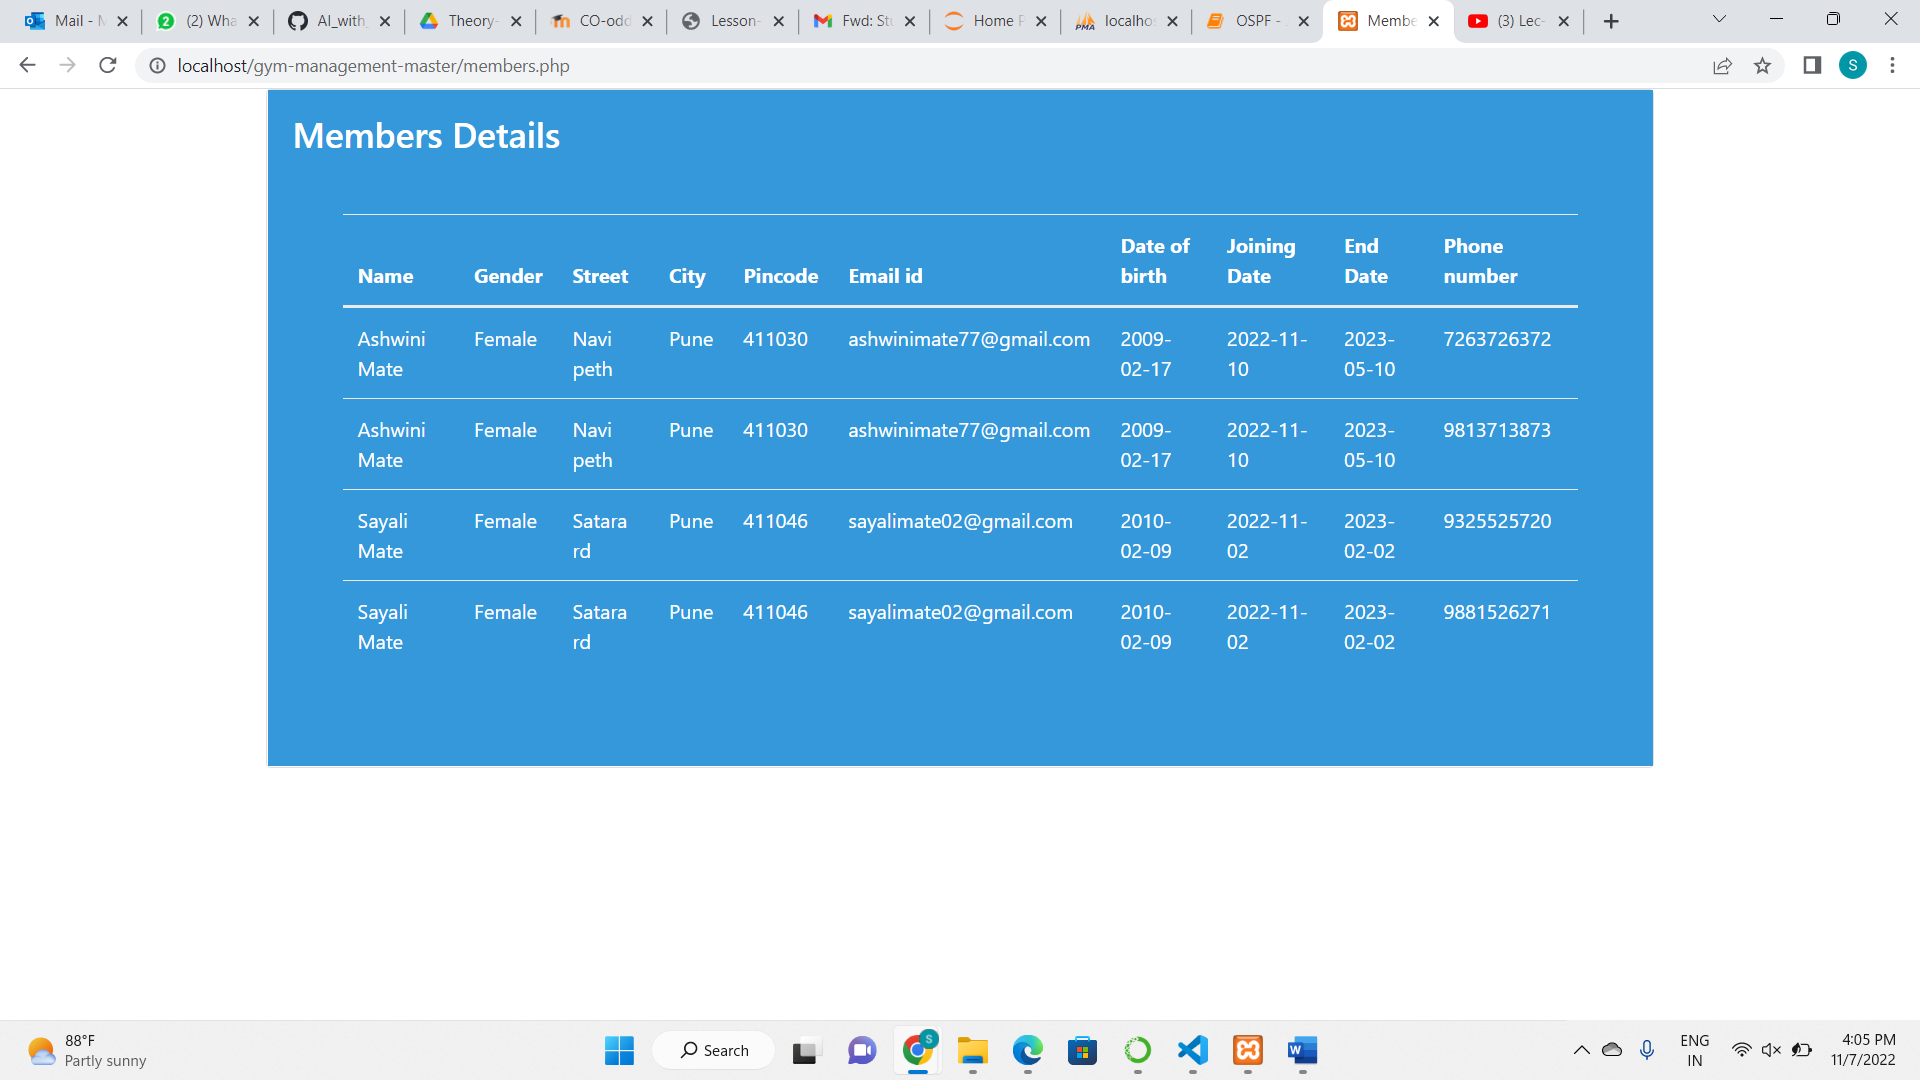 Mail - M
(2) Wha
AI_with_
Theory-
CO-odd
Lesson-
Fwd: Stu
Home P
localhos
OSPF -
Membe
(3) Lec-
localhost/gym-management-master/members.php
S
Members Details
Name Gender Street City Pincode Email id Date of birth Joining Date End Date Phone number
Ashwini Mate Female Navi peth Pune 411030 ashwinimate77@gmail.com 2009-02-17 2022-11-10 2023-05-10 7263726372
Ashwini Mate Female Navi peth Pune 411030 ashwinimate77@gmail.com 2009-02-17 2022-11-10 2023-05-10 9813713873
Sayali Mate Female Satara rd Pune 411046 sayalimate02@gmail.com 2010-02-09 2022-11-02 2023-02-02 9325525720
Sayali Mate Female Satara rd Pune 411046 sayalimate02@gmail.com 2010-02-09 2022-11-02 2023-02-02 9881526271
88°F
Partly sunny
Search
ENG
IN
4:05 PM
11/7/2022